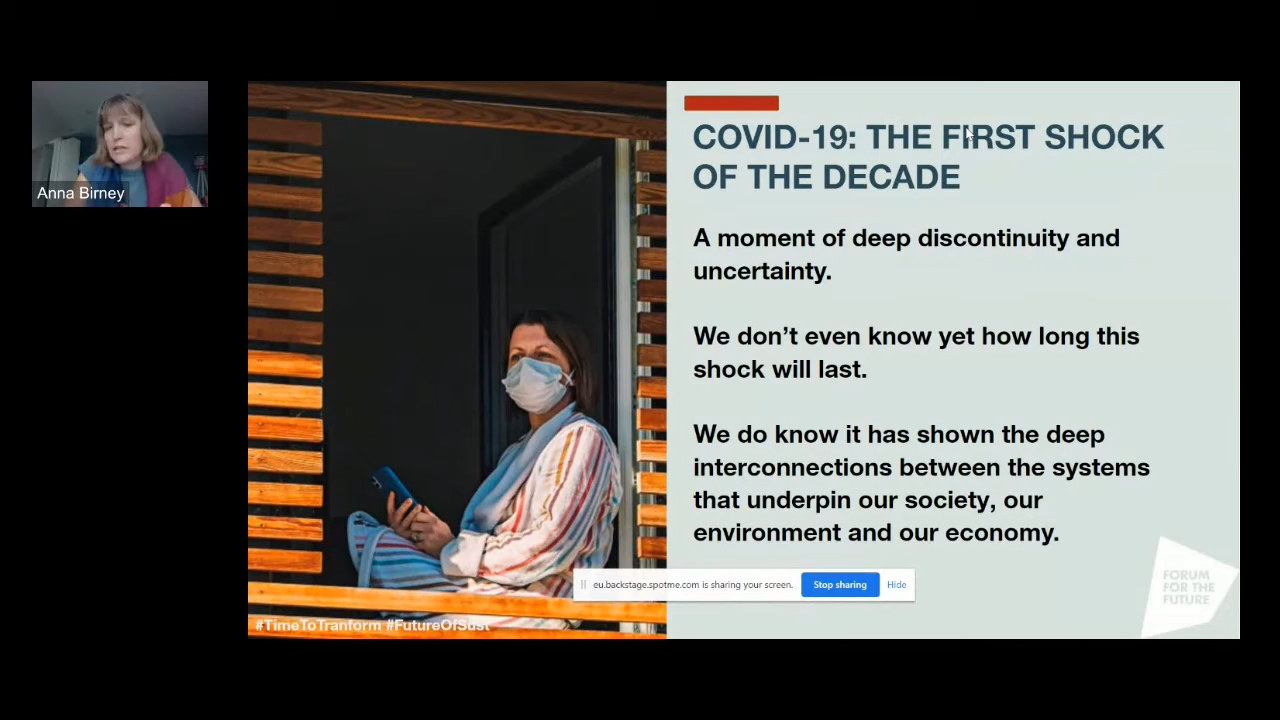 Anna Birney
COVID-19: THE FIRST SHOCK
OF THE DECADE
A moment of deep discontinuity and
uncertainty.
We don’t even know yet how long this
shock will last.
We do know it has shown the deep
interconnections between the systems
that underpin our society, our
environment and our economy.
eu.backstage.spotme.com is sharing your screen. Stop sharing Hide
#TimeToTranform #FutureOfSust
FORUM
FOR THE
FUTURE